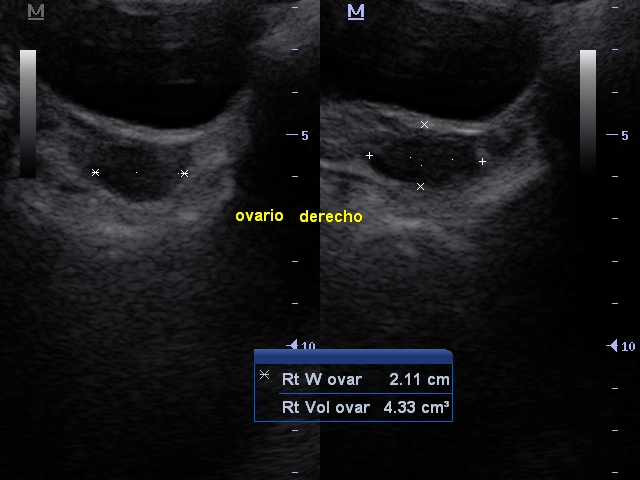 M
M
5
5
ovario derecho
10
10
Rt W ovar 2.11 cm
Rt Vol ovar 4.33 cm³